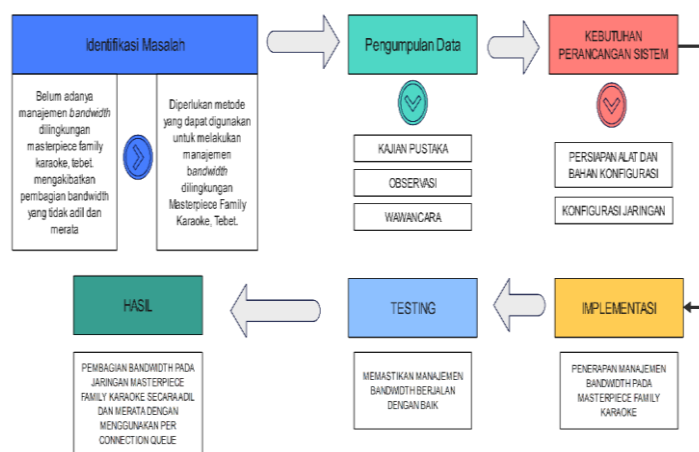 Identifikasi Masalah
Belum adanya
manajemen bandwidth
dilingkungan
masterpiece family
karaoke, tebet.
mengakibatkan
pembagian bandwidth
yang tidak adil dan
merata
Diperlukan metode
yang dapat digunakan
untuk melakukan
manajemen
bandwidth
dilingkungan
Masterpiece Family
Karaoke, Tebet.
Pengumpulan Data
KAJIAN PUSTAKA
OBSERVASI
WAWANCARA
KEBUTUHAN
PERANCANGAN SISTEM
PERSIAPAN ALAT DAN
BAHAN KONFIGURASI
KONFIGURASI JARINGAN
HASIL
PEMBAGIAN BANDWIDTH PADA
JARINGAN MASTERPIECE
FAMILY KARAOKE SECARA ADIL
DAN MERATA DENGAN
MENGGUNAKAN PER
CONNECTION QUEUE
TESTING
MEMASTIKAN MANAJEMEN
BANDWIDTH BERJALAN
DENGAN BAIK
IMPLEMENTASI
PENERAPAN MANAJEMEN
BANDWIDTH PADA
MASTERPIECE FAMILY
KARAOKE